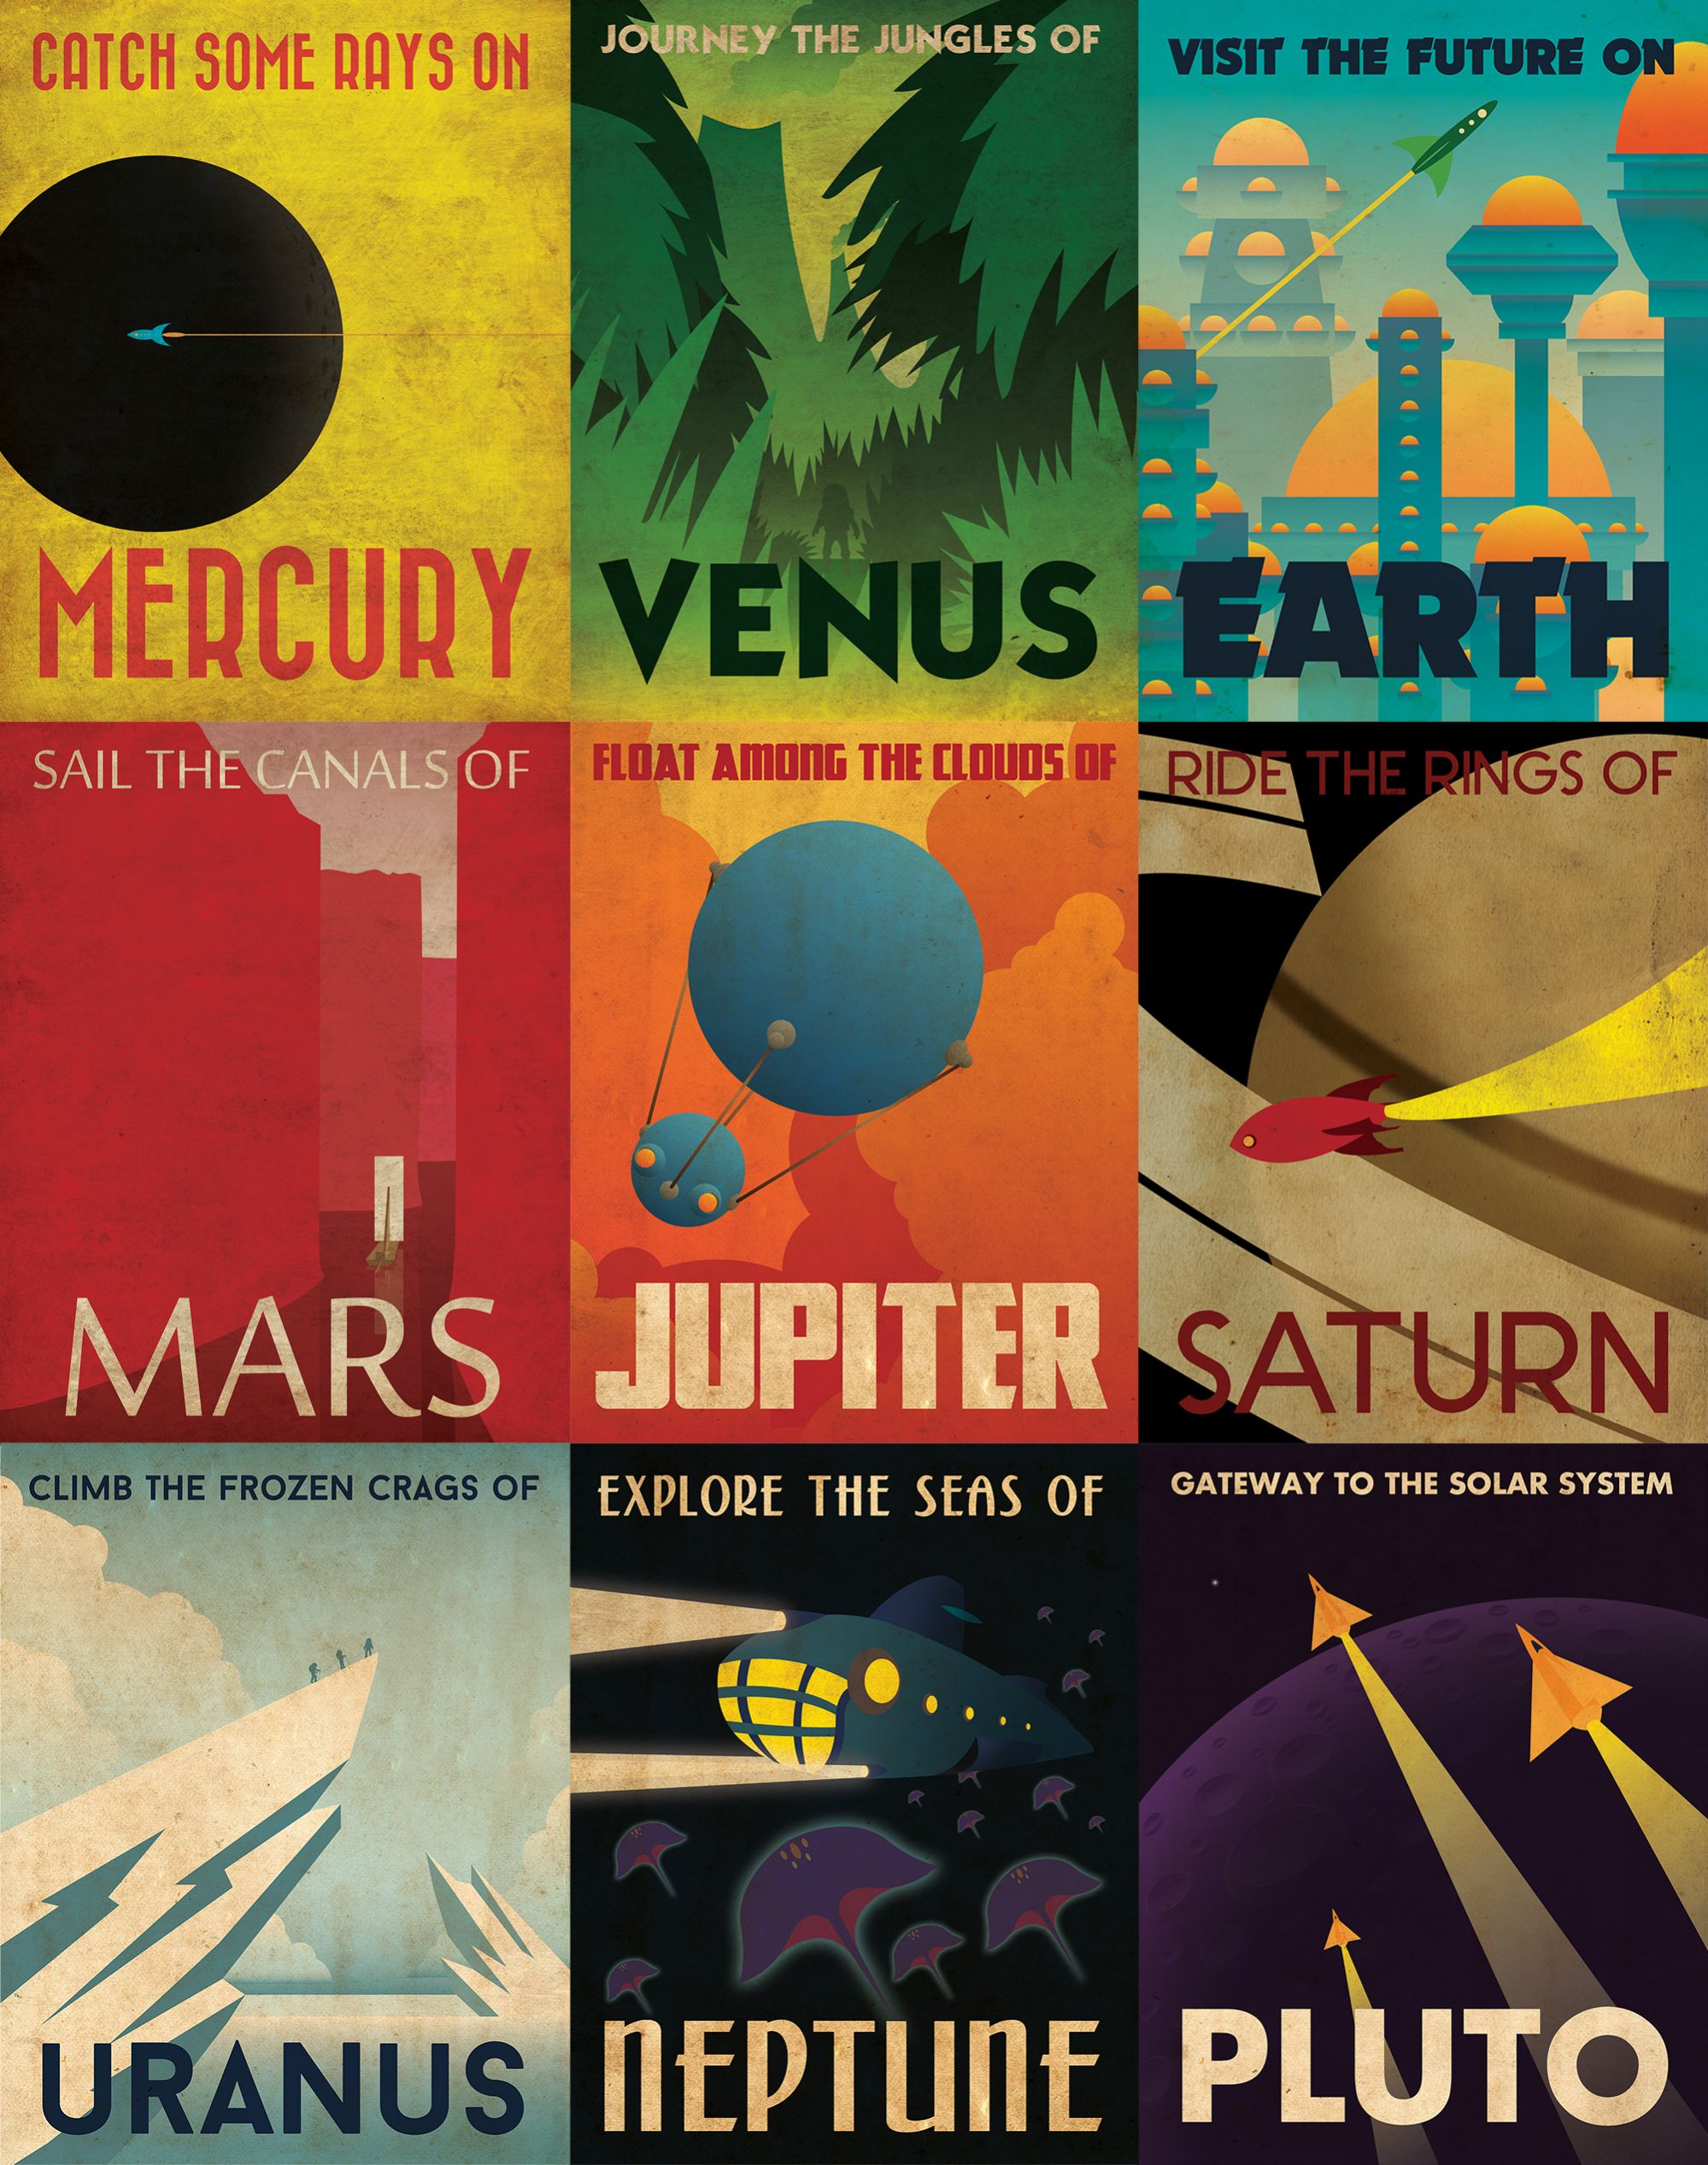 CATCH SOME RAYS ON
MERCURY
JOURNEY THE JUNGLES OF
VENUS
VISIT THE FUTURE ON
EARTH
SAIL THE CANALS OF
MARS
FLOAT AMONG THE CLOUDS OF
JUPITER
RIDE THE RINGS OF
SATURN
CLIMB THE FROZEN CRAGS OF
URANUS
EXPLORE THE SEAS OF
NEPTUNE
GATEWAY TO THE SOLAR SYSTEM
PLUTO